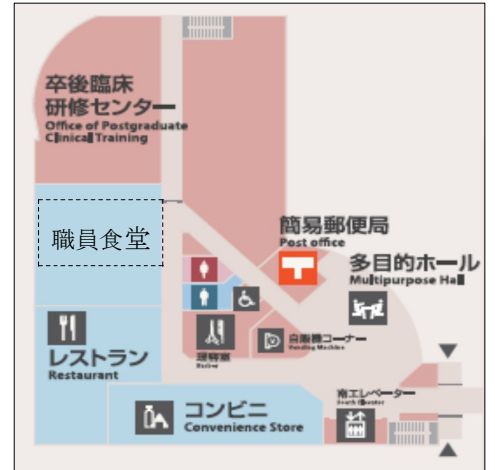 卒後臨床
研修センター
Office of Postgraduate
Clinical Training
職員食堂
簡易郵便局
Post office
多目的ホール
Multipurpose Hall
自販機コーナー
Vending Machine
理容室
Barber
レストラン
Restaurant
南エレベーター
South Elevator
コンビニ
Convenience Store